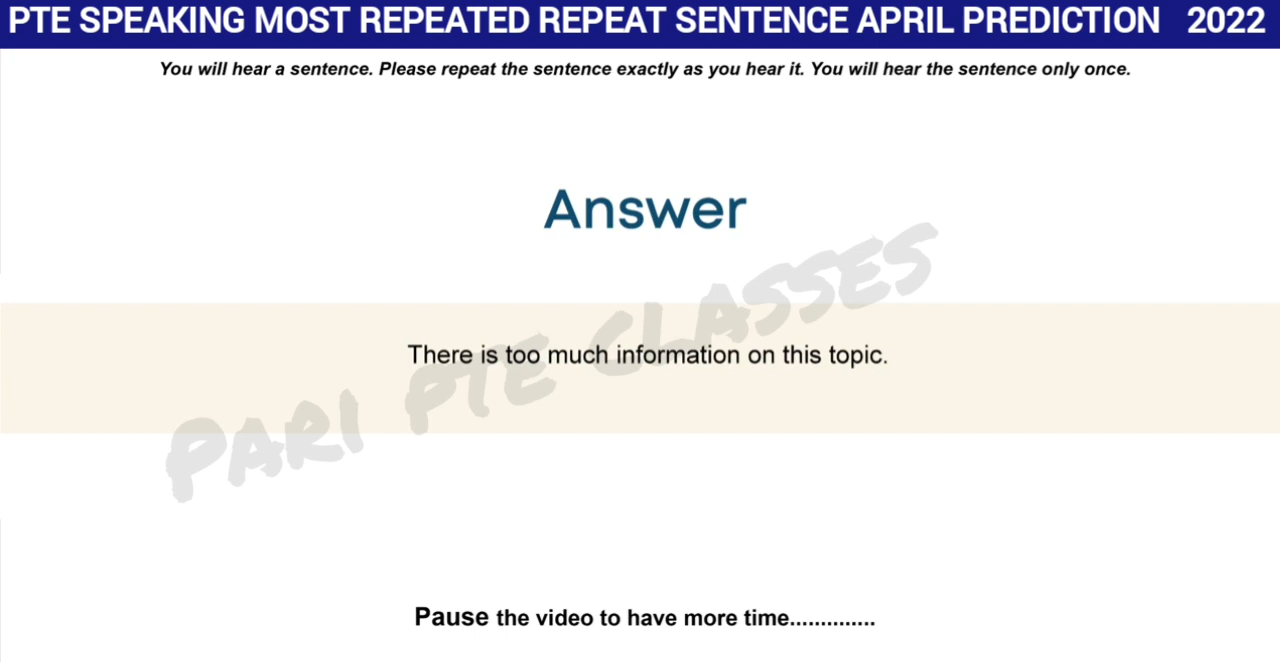 PTE SPEAKING MOST REPEATED REPEAT SENTENCE APRIL PREDICTION 2022
You will hear a sentence. Please repeat the sentence exactly as you hear it. You will hear the sentence only once.
Answer
There is too much information on this topic.
PARI PTE CLASSES
Pause the video to have more time..............